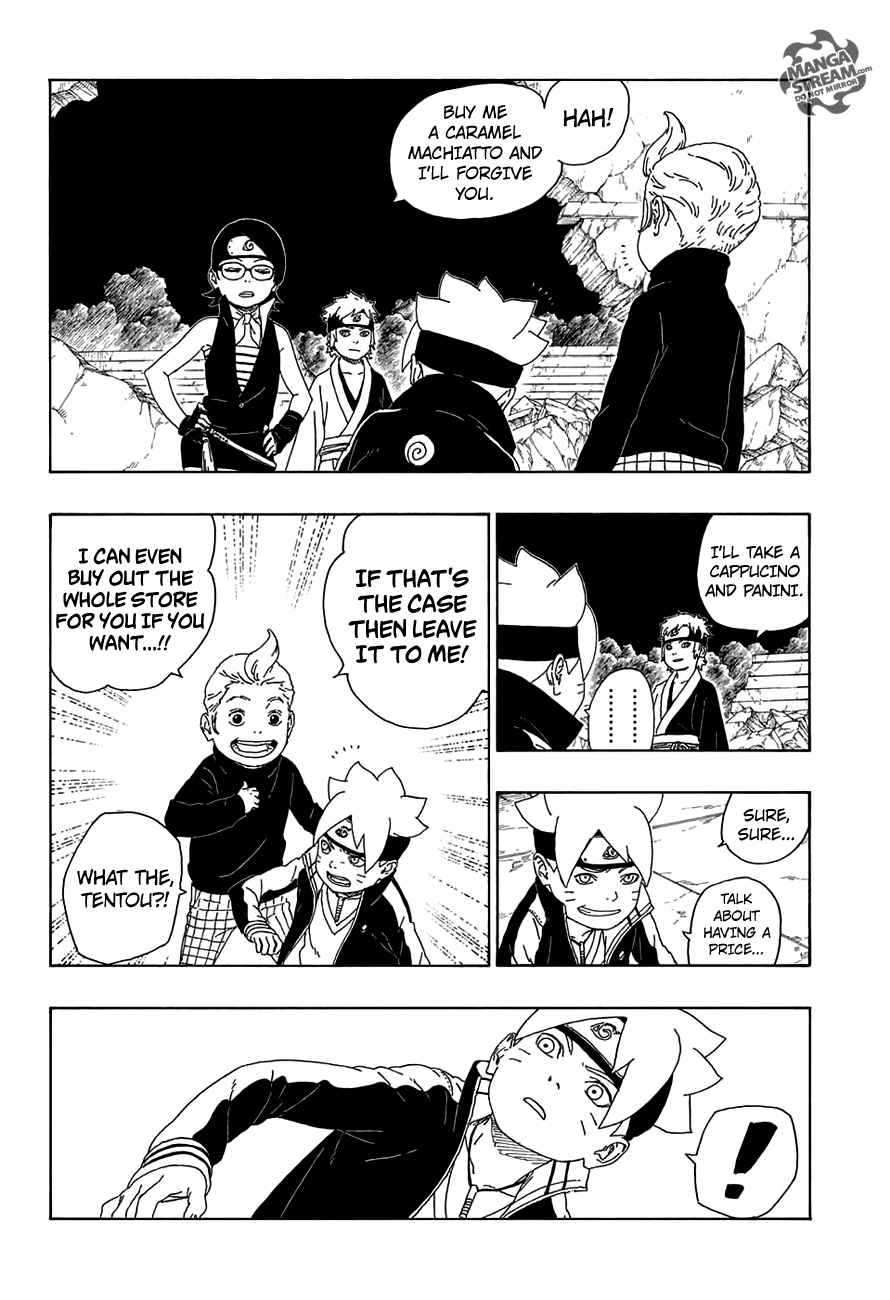 MANGA
STREAM.com
DO NOT MIRROR
HAH!
BUY ME
A CARAMEL
MACHIATTO AND
I'LL FORGIVE
YOU.
I'LL TAKE A
CAPPUCINO
AND PANINI.
SURE,
SURE...
TALK
ABOUT
HAVING A
PRICE...
IF THAT'S
THE CASE
THEN LEAVE
IT TO ME!
I CAN EVEN
BUY OUT THE
WHOLE STORE
FOR YOU IF YOU
WANT...!!
WHAT THE,
TENTOU?!
!